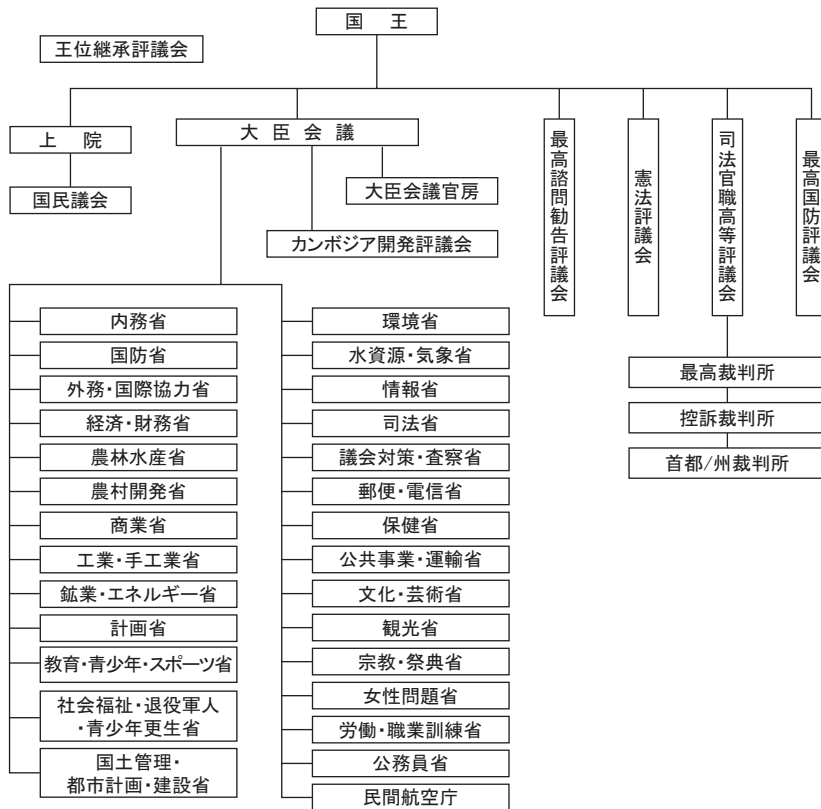 国 王
王位継承評議会
上 院
国民議会
大 臣 会 議
大臣会議官房
カンボジア開発評議会
最高諮問勧告評議会
憲法評議会
司法官職高等評議会
最高国防評議会
最高裁判所
控訴裁判所
首都/州裁判所
内務省
国防省
外務・国際協力省
経済・財務省
農林水産省
農村開発省
商業省
工業・手工業省
鉱業・エネルギー省
計画省
教育・青少年・スポーツ省
社会福祉・退役軍人
・青少年更生省
国土管理・
都市計画・建設省
環境省
水資源・気象省
情報省
司法省
議会対策・査察省
郵便・電信省
保健省
公共事業・運輸省
文化・芸術省
観光省
宗教・祭典省
女性問題省
労働・職業訓練省
公務員省
民間航空庁